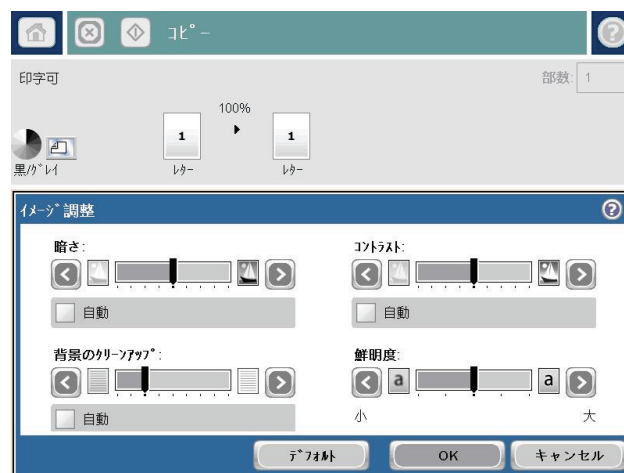 ｺﾋﾟｰ
印字可
部数: 1
100%
1 1
黒/ｸﾞﾚｲ ﾚﾀｰ ﾚﾀｰ
ｲﾒｰｼﾞ調整
暗さ: ｺﾝﾄﾗｽﾄ:
自動 自動
背景のｸﾘｰﾝｱｯﾌﾟ: 鮮明度:
a a
自動 小 大
ﾃﾞﾌｫﾙﾄ OK キャンセル